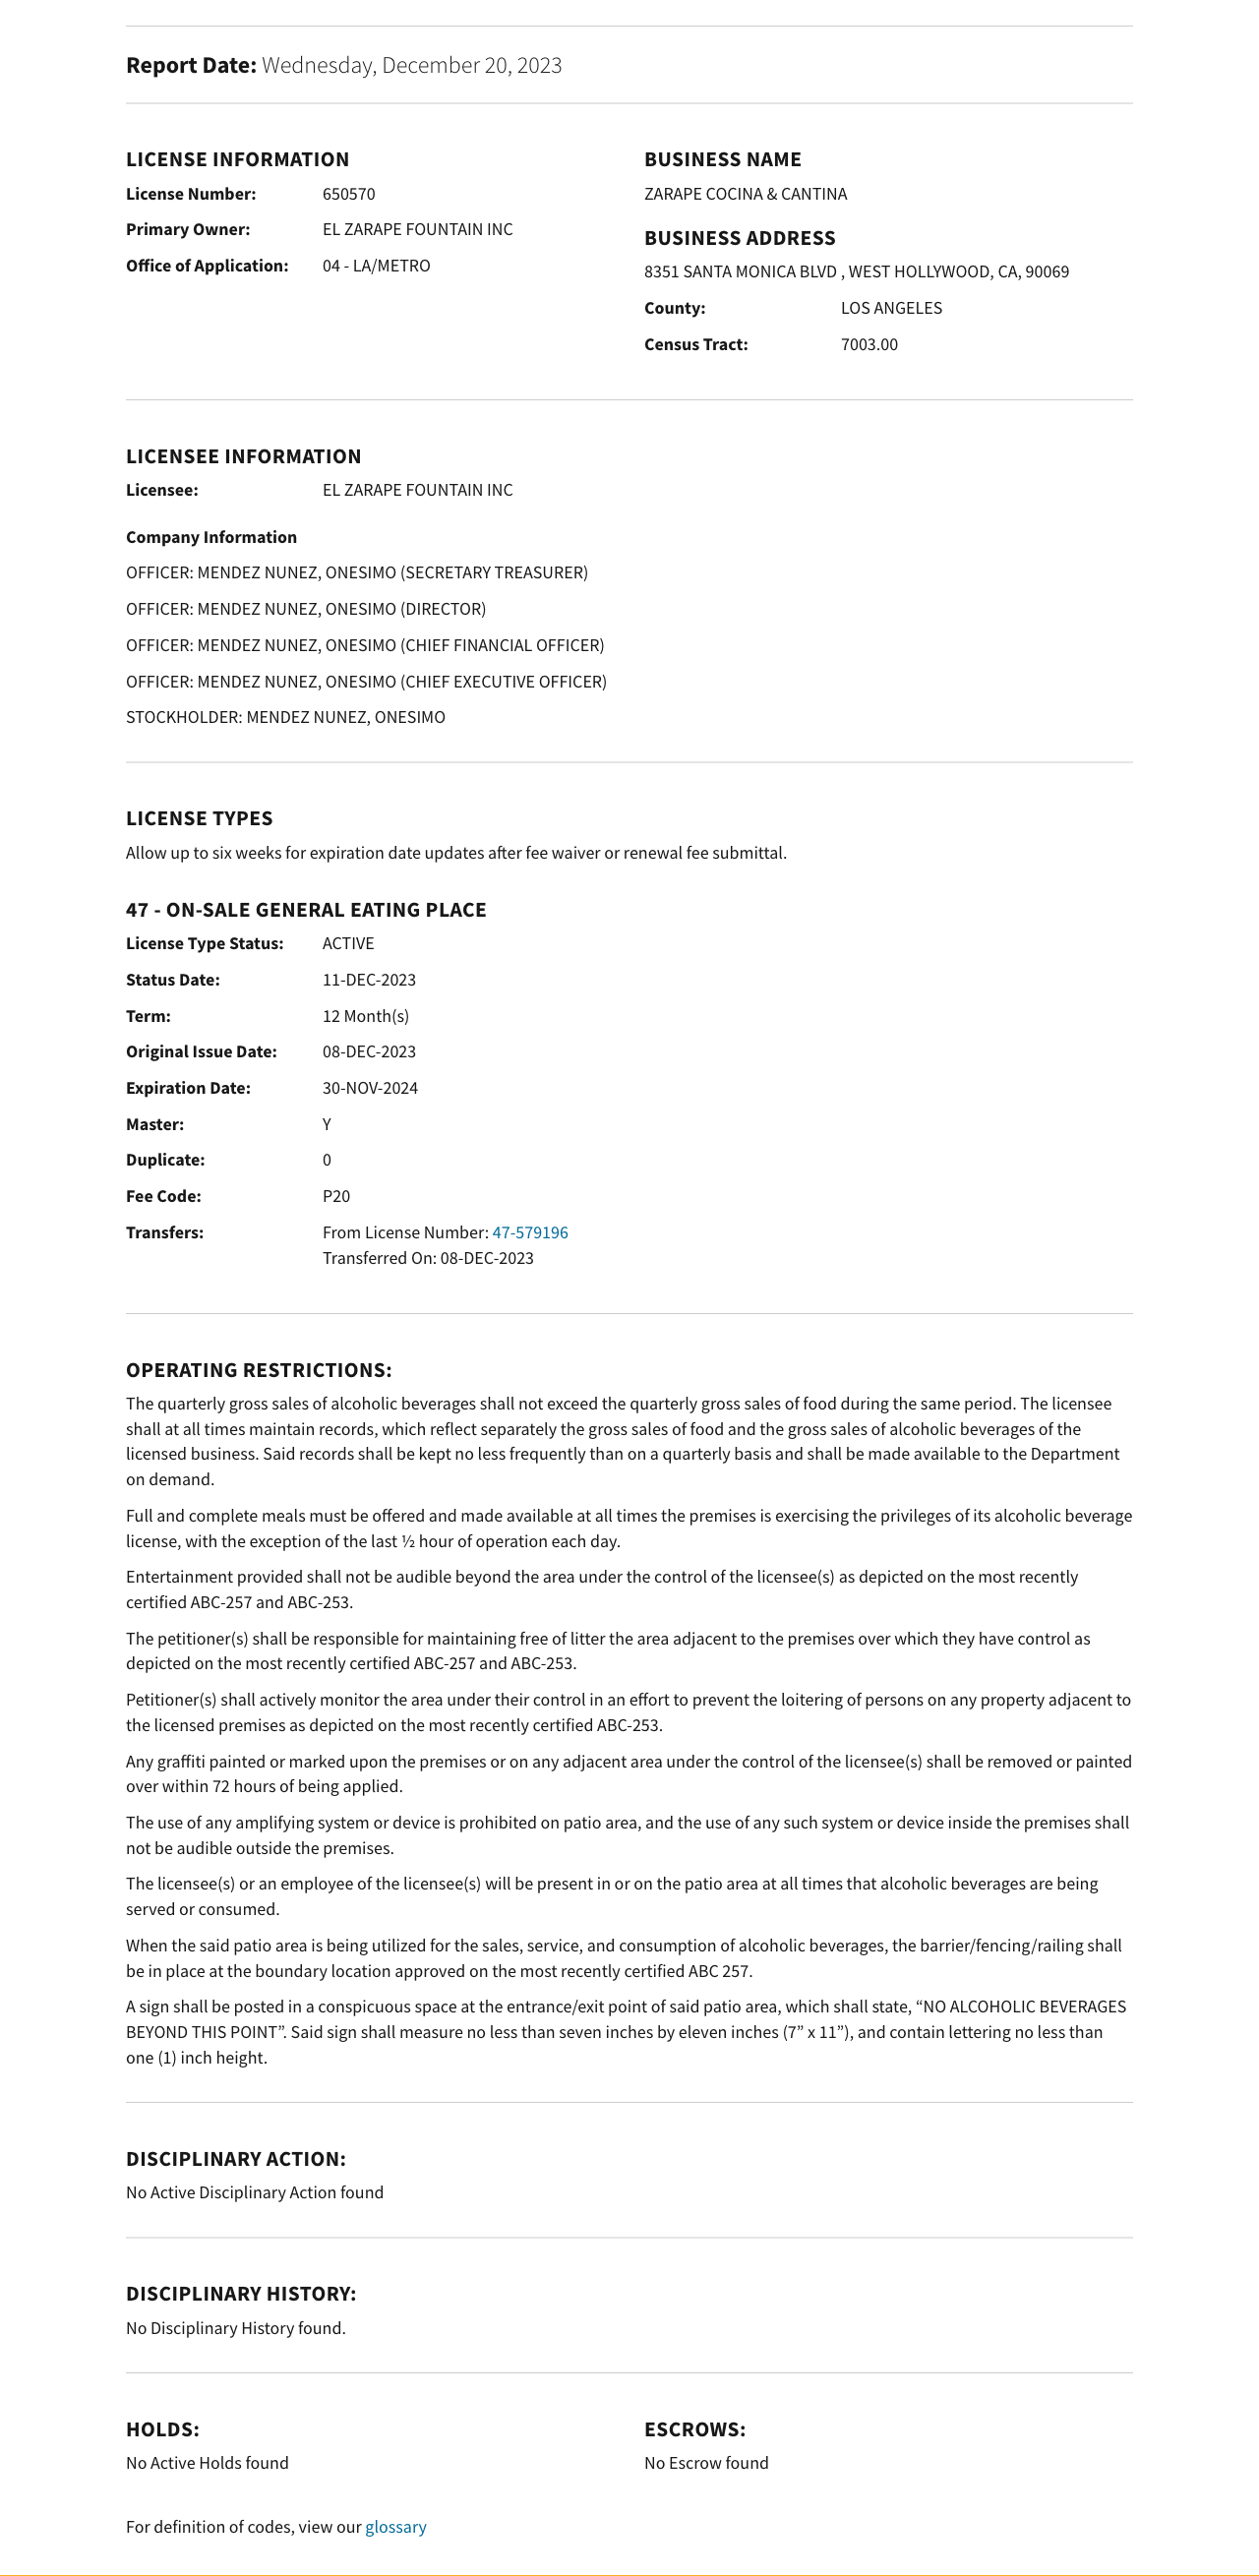 Report Date: Wednesday, December 20, 2023
LICENSE INFORMATION
License Number: 650570
Primary Owner: EL ZARAPE FOUNTAIN INC
Office of Application: 04 - LA/METRO
BUSINESS NAME
ZARAPE COCINA & CANTINA
BUSINESS ADDRESS
8351 SANTA MONICA BLVD , WEST HOLLYWOOD, CA, 90069
County: LOS ANGELES
Census Tract: 7003.00
LICENSEE INFORMATION
Licensee: EL ZARAPE FOUNTAIN INC
Company Information
OFFICER: MENDEZ NUNEZ, ONESIMO (SECRETARY TREASURER)
OFFICER: MENDEZ NUNEZ, ONESIMO (DIRECTOR)
OFFICER: MENDEZ NUNEZ, ONESIMO (CHIEF FINANCIAL OFFICER)
OFFICER: MENDEZ NUNEZ, ONESIMO (CHIEF EXECUTIVE OFFICER)
STOCKHOLDER: MENDEZ NUNEZ, ONESIMO
LICENSE TYPES
Allow up to six weeks for expiration date updates after fee waiver or renewal fee submittal.
47 - ON-SALE GENERAL EATING PLACE
License Type Status: ACTIVE
Status Date: 11-DEC-2023
Term: 12 Month(s)
Original Issue Date: 08-DEC-2023
Expiration Date: 30-NOV-2024
Master: Y
Duplicate: 0
Fee Code: P20
Transfers: From License Number: 47-579196
Transferred On: 08-DEC-2023
OPERATING RESTRICTIONS:
The quarterly gross sales of alcoholic beverages shall not exceed the quarterly gross sales of food during the same period. The licensee
shall at all times maintain records, which reflect separately the gross sales of food and the gross sales of alcoholic beverages of the
licensed business. Said records shall be kept no less frequently than on a quarterly basis and shall be made available to the Department
on demand.
Full and complete meals must be offered and made available at all times the premises is exercising the privileges of its alcoholic beverage
license, with the exception of the last ½ hour of operation each day.
Entertainment provided shall not be audible beyond the area under the control of the licensee(s) as depicted on the most recently
certified ABC-257 and ABC-253.
The petitioner(s) shall be responsible for maintaining free of litter the area adjacent to the premises over which they have control as
depicted on the most recently certified ABC-257 and ABC-253.
Petitioner(s) shall actively monitor the area under their control in an effort to prevent the loitering of persons on any property adjacent to
the licensed premises as depicted on the most recently certified ABC-253.
Any graffiti painted or marked upon the premises or on any adjacent area under the control of the licensee(s) shall be removed or painted
over within 72 hours of being applied.
The use of any amplifying system or device is prohibited on patio area, and the use of any such system or device inside the premises shall
not be audible outside the premises.
The licensee(s) or an employee of the licensee(s) will be present in or on the patio area at all times that alcoholic beverages are being
served or consumed.
When the said patio area is being utilized for the sales, service, and consumption of alcoholic beverages, the barrier/fencing/railing shall
be in place at the boundary location approved on the most recently certified ABC 257.
A sign shall be posted in a conspicuous space at the entrance/exit point of said patio area, which shall state, “NO ALCOHOLIC BEVERAGES
BEYOND THIS POINT”. Said sign shall measure no less than seven inches by eleven inches (7” x 11”), and contain lettering no less than
one (1) inch height.
DISCIPLINARY ACTION:
No Active Disciplinary Action found
DISCIPLINARY HISTORY:
No Disciplinary History found.
HOLDS:
No Active Holds found
ESCROWS:
No Escrow found
For definition of codes, view our glossary